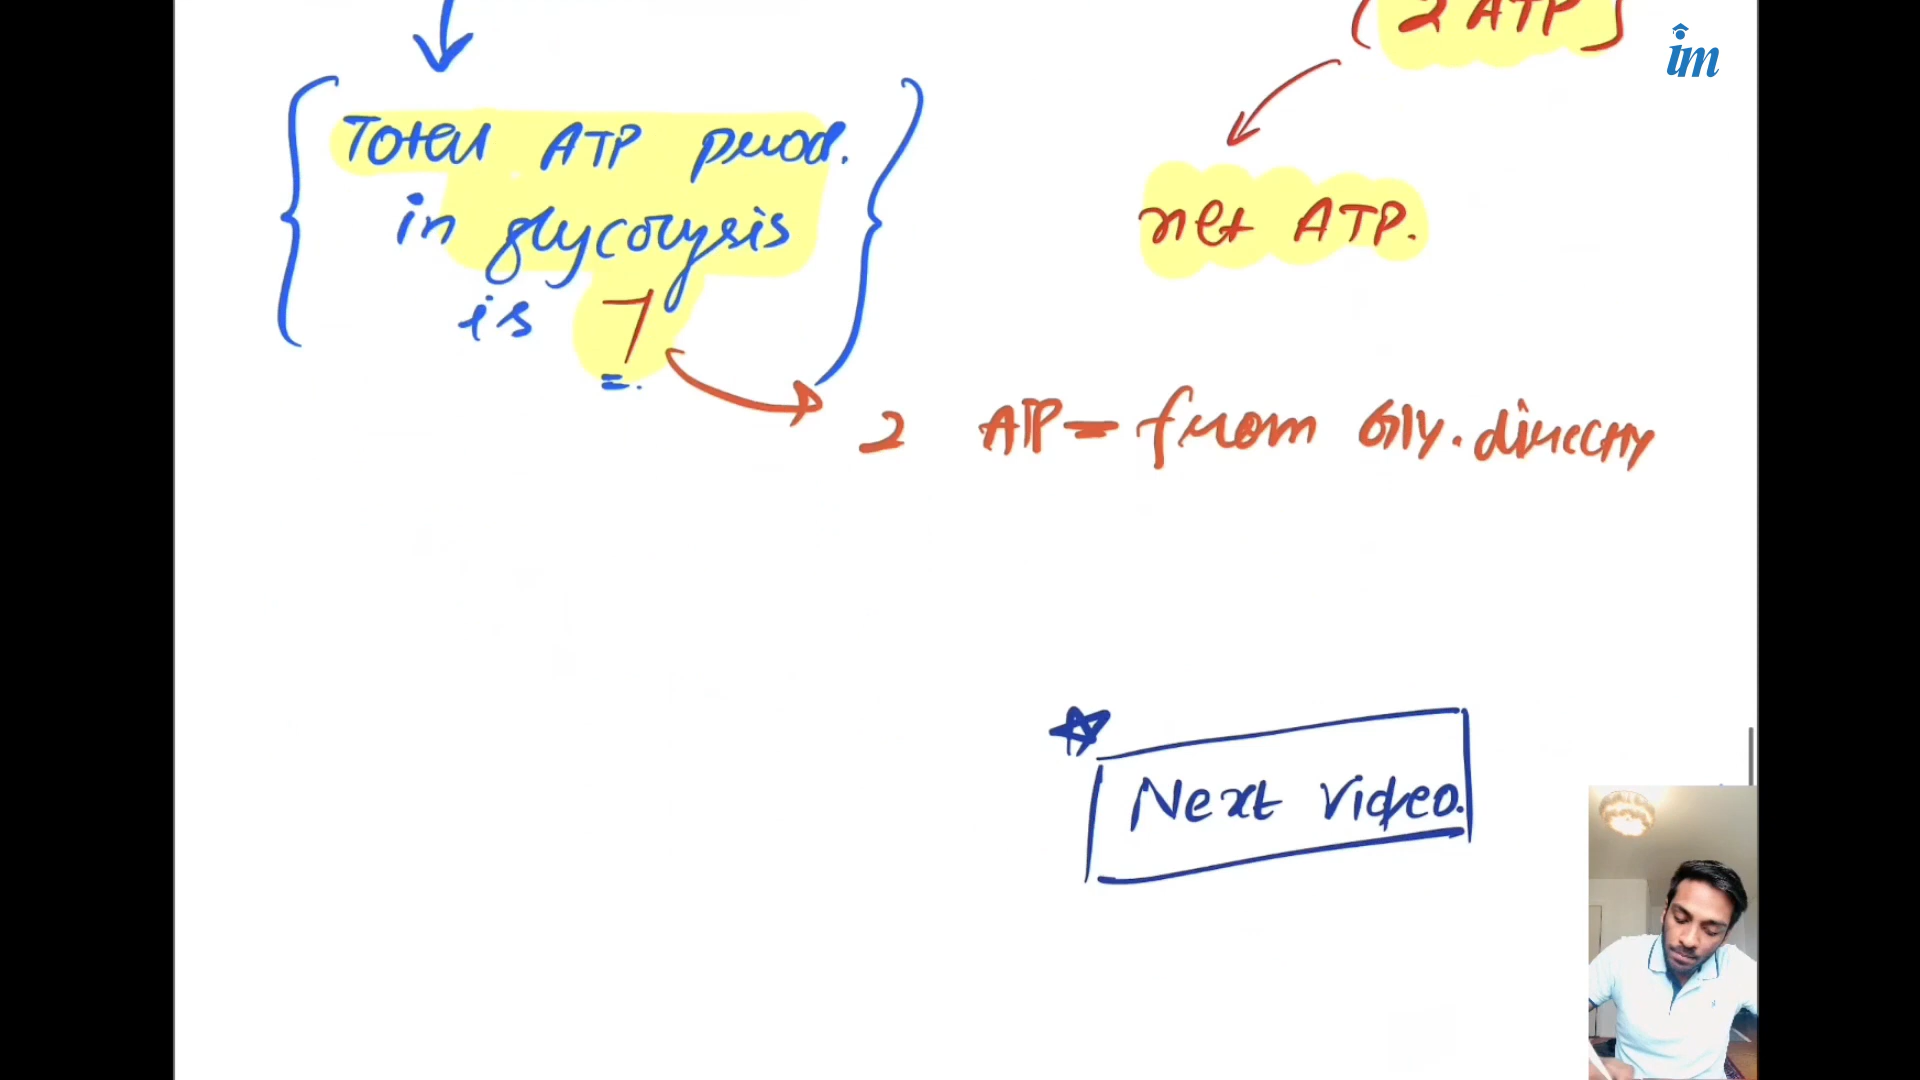 (2 ATP)
im
Total ATP prod.
in glycolysis
is 7
net ATP.
2 ATP = from Gly. directly
Next video.